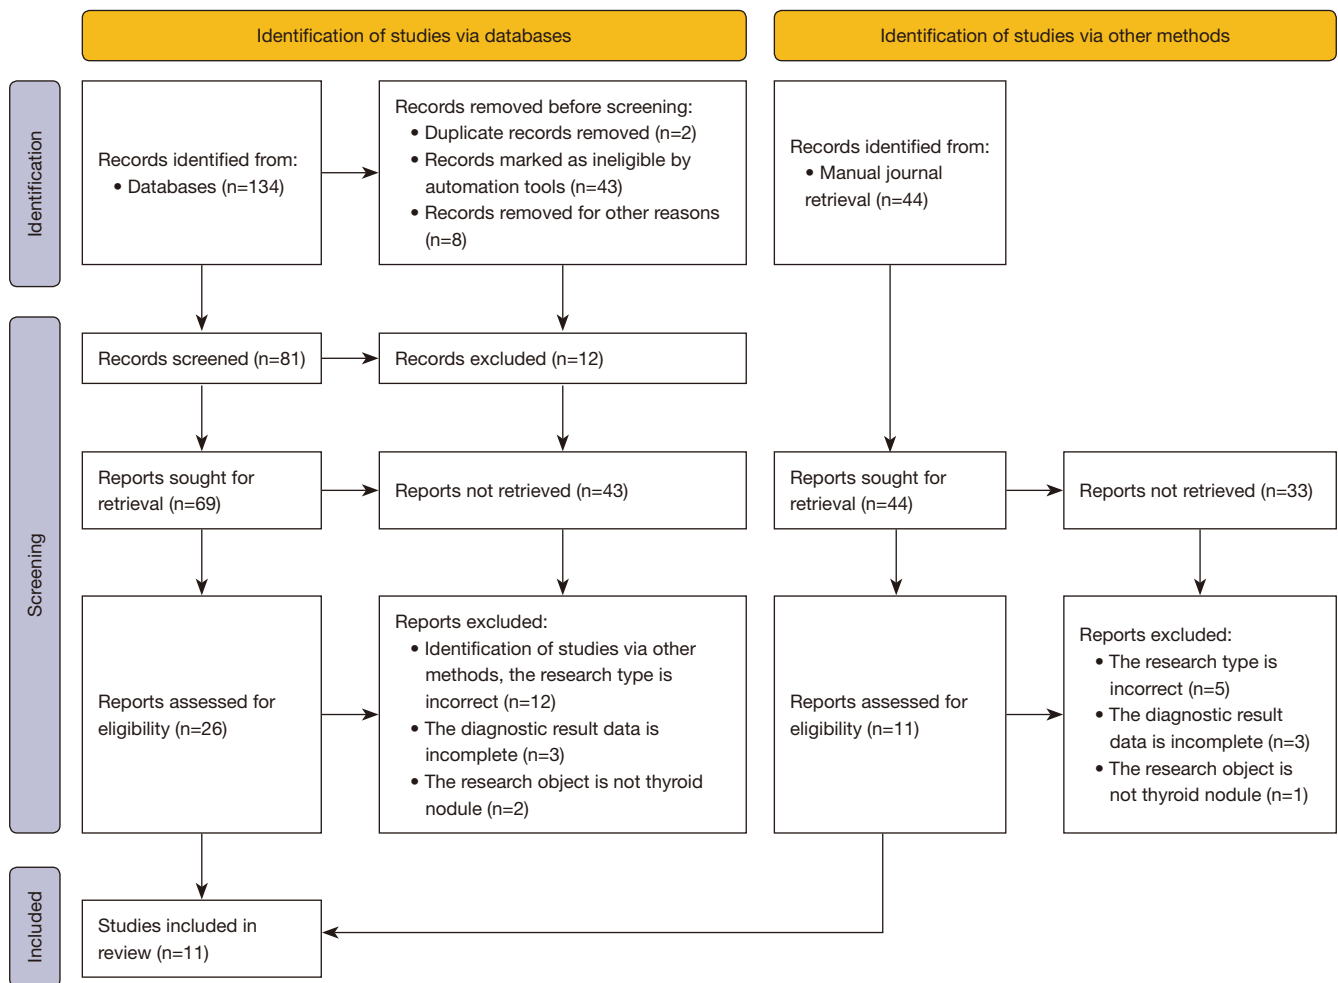 Identification of studies via databases
Identification of studies via other methods
Identification
Records identified from:
• Databases (n=134)
Records removed before screening:
• Duplicate records removed (n=2)
• Records marked as ineligible by
automation tools (n=43)
• Records removed for other reasons
(n=8)
Records identified from:
• Manual journal
retrieval (n=44)
Screening
Records screened (n=81)
Records excluded (n=12)
Reports sought for
retrieval (n=69)
Reports not retrieved (n=43)
Reports sought for
retrieval (n=44)
Reports not retrieved (n=33)
Reports assessed for
eligibility (n=26)
Reports excluded:
• Identification of studies via other
methods, the research type is
incorrect (n=12)
• The diagnostic result data is
incomplete (n=3)
• The research object is not thyroid
nodule (n=2)
Reports assessed for
eligibility (n=11)
Reports excluded:
• The research type is
incorrect (n=5)
• The diagnostic result
data is incomplete (n=3)
• The research object is
not thyroid nodule (n=1)
Included
Studies included in
review (n=11)